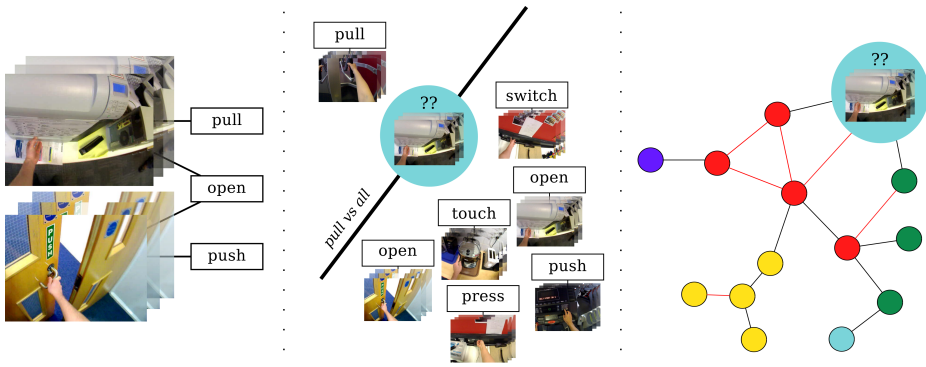 pull
open
push
pull
??
switch
open
touch
open
push
press
pull vs all
??
PUSH